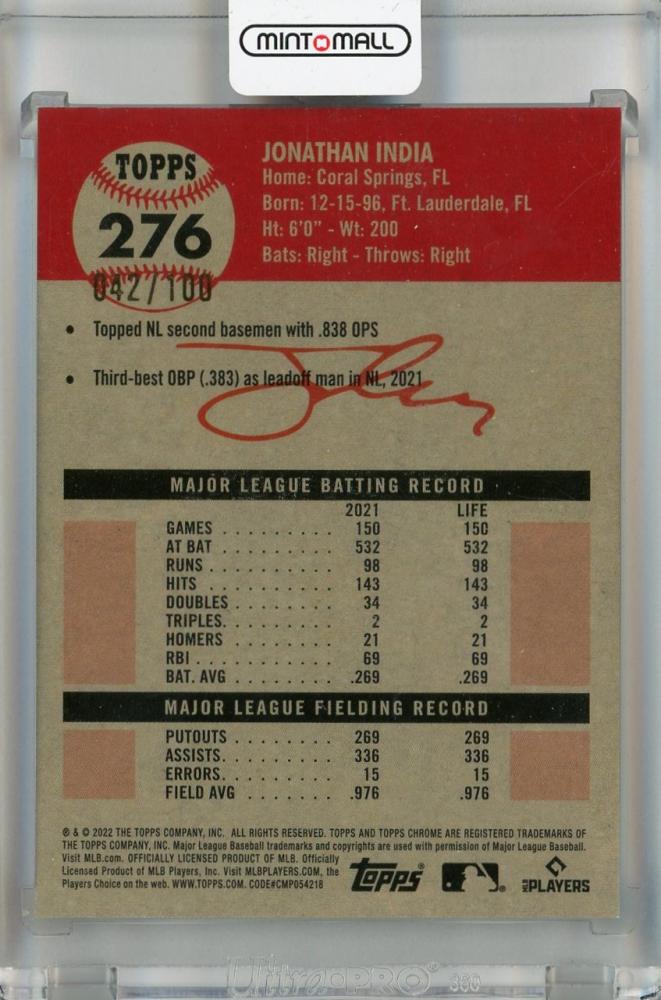 MINTMALL
TOPPS
276
042/100
JONATHAN INDIA
Home: Coral Springs, FL
Born: 12-15-96, Ft. Lauderdale, FL
Ht: 6'0" - Wt: 200
Bats: Right - Throws: Right
• Topped NL second basemen with .838 OPS
• Third-best OBP (.383) as leadoff man in NL, 2021
MAJOR LEAGUE BATTING RECORD
2021 LIFE
GAMES . . . . . . . . . 150 150
AT BAT . . . . . . . . . 532 532
RUNS . . . . . . . . . . 98 98
HITS . . . . . . . . . . 143 143
DOUBLES . . . . . . . . 34 34
TRIPLES. . . . . . . . . 2 2
HOMERS . . . . . . . . 21 21
RBI . . . . . . . . . . . 69 69
BAT. AVG . . . . . . . . .269 .269
MAJOR LEAGUE FIELDING RECORD
PUTOUTS . . . . . . . . 269 269
ASSISTS. . . . . . . . . 336 336
ERRORS. . . . . . . . . 15 15
FIELD AVG . . . . . . . .976 .976
® & © 2022 THE TOPPS COMPANY, INC. ALL RIGHTS RESERVED. TOPPS AND TOPPS CHROME ARE REGISTERED TRADEMARKS OF
THE TOPPS COMPANY, INC. Major League Baseball trademarks and copyrights are used with permission of Major League Baseball.
Visit MLB.com. OFFICIALLY LICENSED PRODUCT OF MLB. Officially
Licensed Product of MLB Players, Inc. Visit MLBPLAYERS.COM, the
Players Choice on the web. WWW.TOPPS.COM. CODE#CMP054218
Topps®
MLB PLAYERS
Ultra PRO® 360